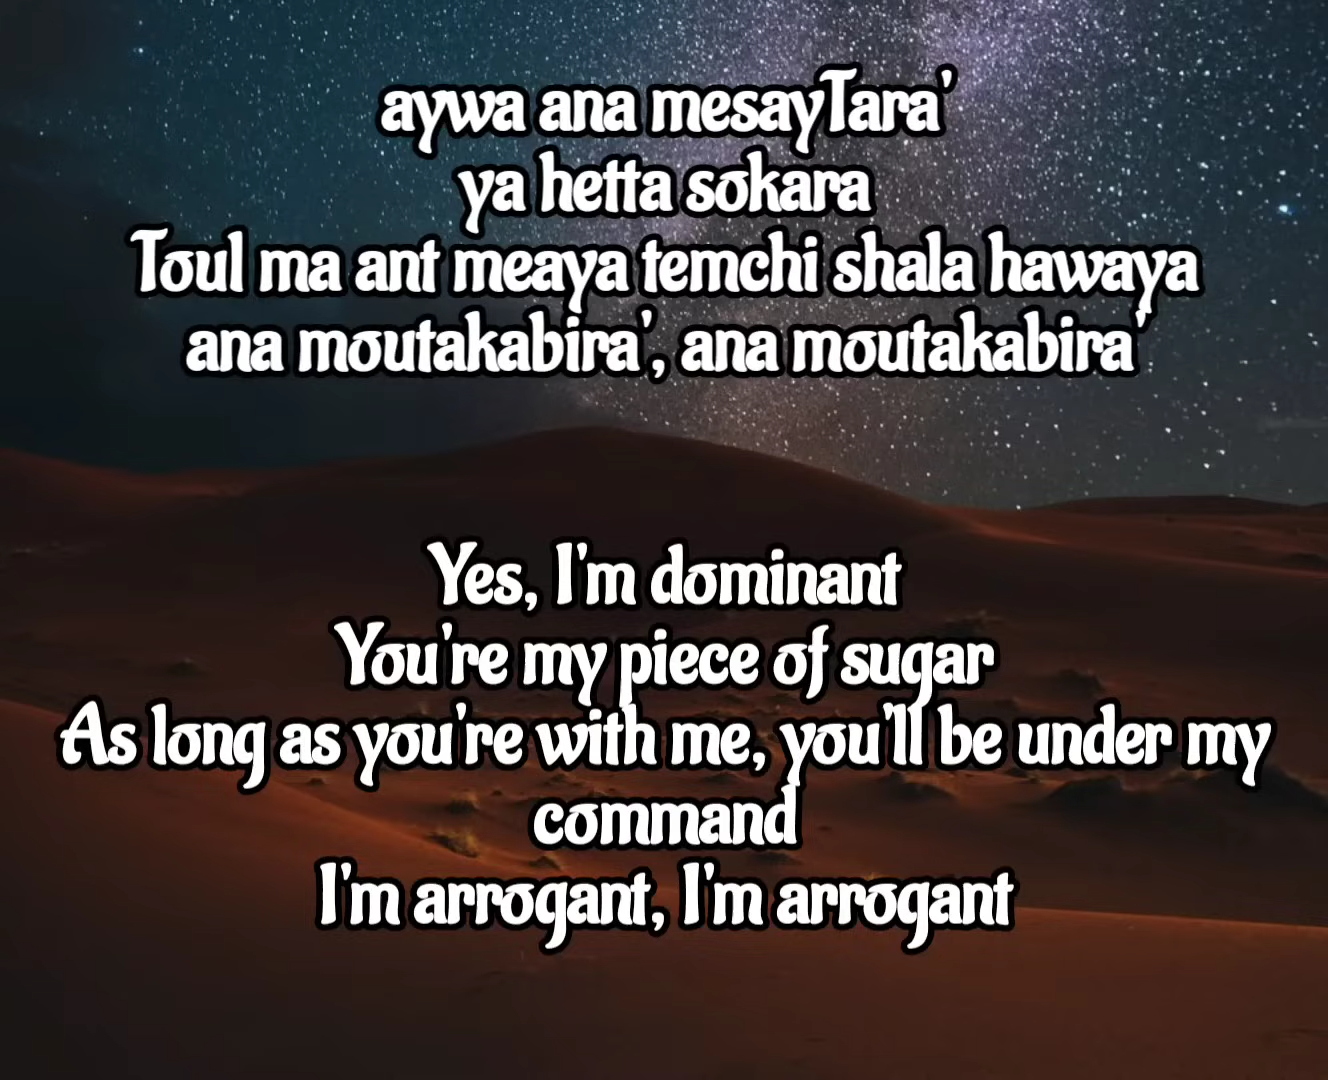 aywa ana mesayTara'
ya hetta sokara
Toul ma ant meaya temchi shala hawaya
ana moutakabira', ana moutakabira'
Yes, I'm dominant
You're my piece of sugar
As long as you're with me, you'll be under my
command
I'm arrogant, I'm arrogant